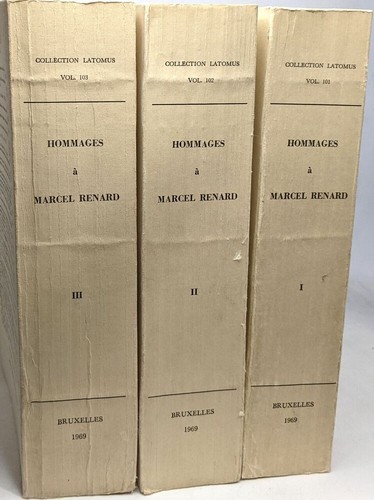 COLLECTION LATOMUS
VOL. 103
HOMMAGES
à
MARCEL RENARD
III
BRUXELLES
1969
COLLECTION LATOMUS
VOL. 102
HOMMAGES
à
MARCEL RENARD
II
BRUXELLES
1969
COLLECTION LATOMUS
VOL. 101
HOMMAGES
à
MARCEL RENARD
I
BRUXELLES
1969